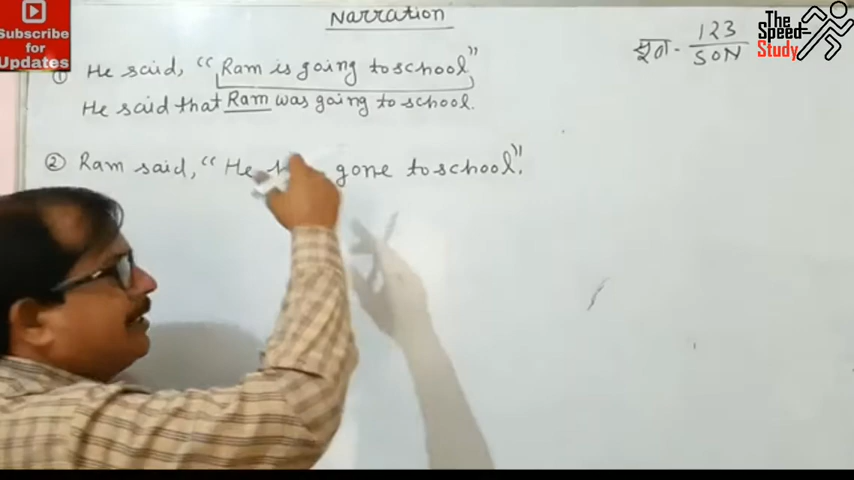 Narration
Subscribe
for
Updates
The
Speed
Study
सूत्र - 123
SON
① He said, “Ram is going to school”
He said that Ram was going to school.
② Ram said, “He gone to school”.